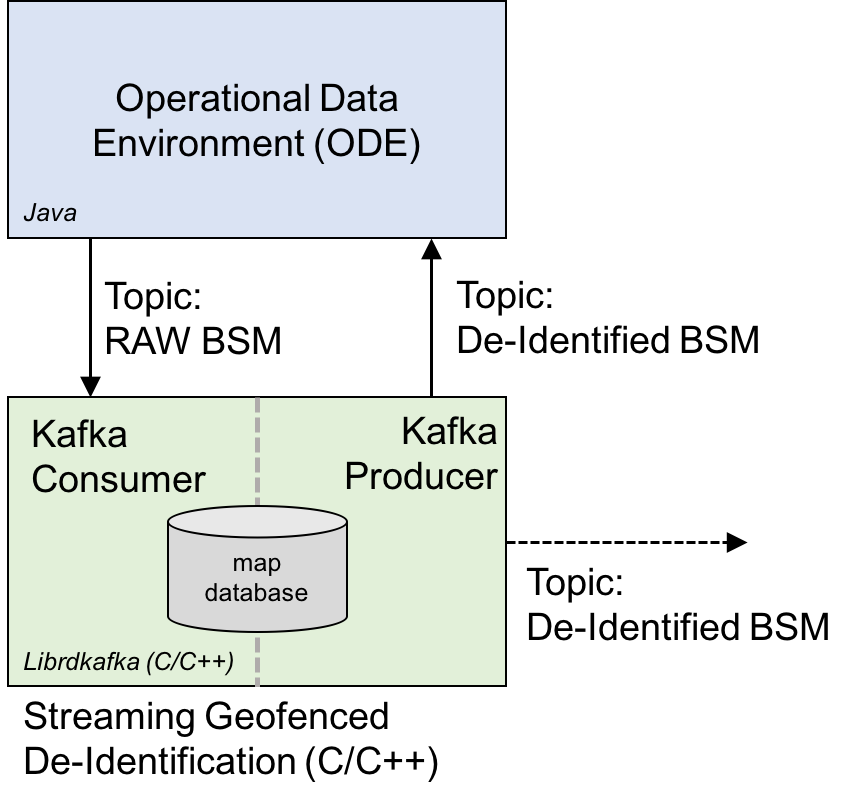 Operational Data
Environment (ODE)
Java
Topic:
RAW BSM
Topic:
De-Identified BSM
Kafka
Consumer
Kafka
Producer
map
database
Librdkafka (C/C++)
Topic:
De-Identified BSM
Streaming Geofenced
De-Identification (C/C++)